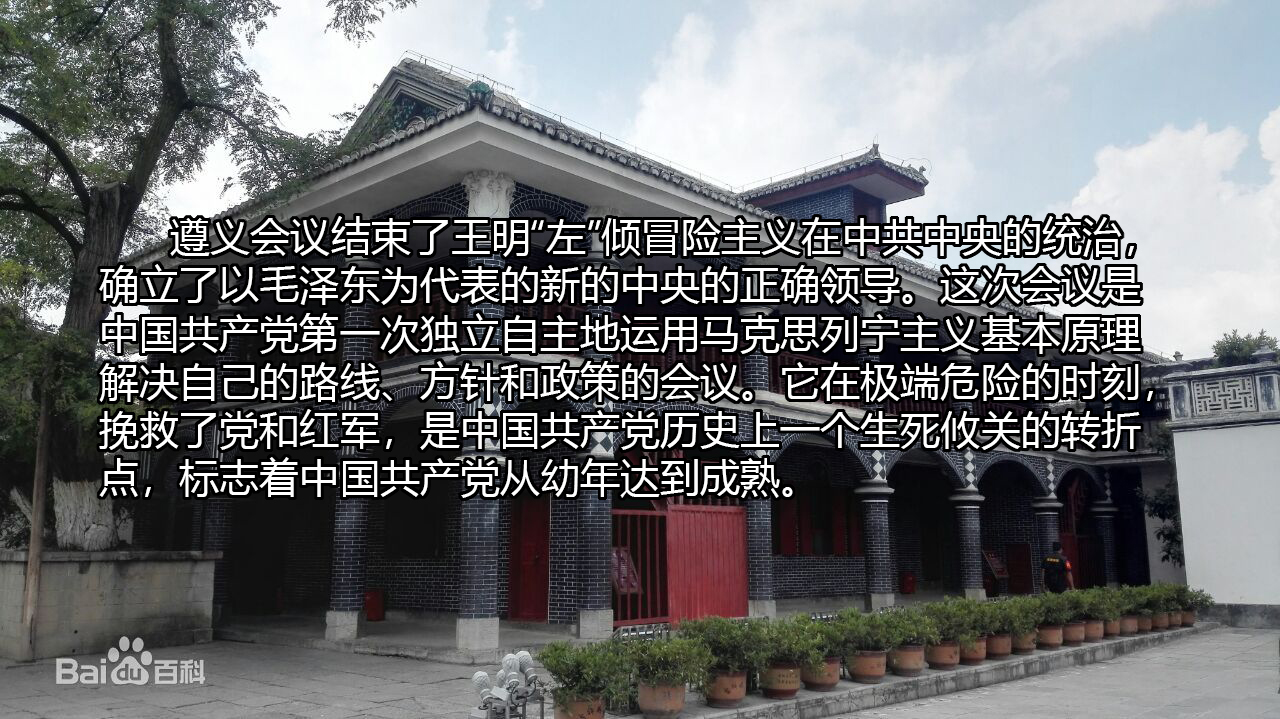 遵义会议结束了王明“左”倾冒险主义在中共中央的统治，
确立了以毛泽东为代表的新的中央的正确领导。这次会议是
中国共产党第一次独立自主地运用马克思列宁主义基本原理
解决自己的路线、方针和政策的会议。它在极端危险的时刻，
挽救了党和红军，是中国共产党历史上一个生死攸关的转折
点，标志着中国共产党从幼年达到成熟。
Bai du 百科